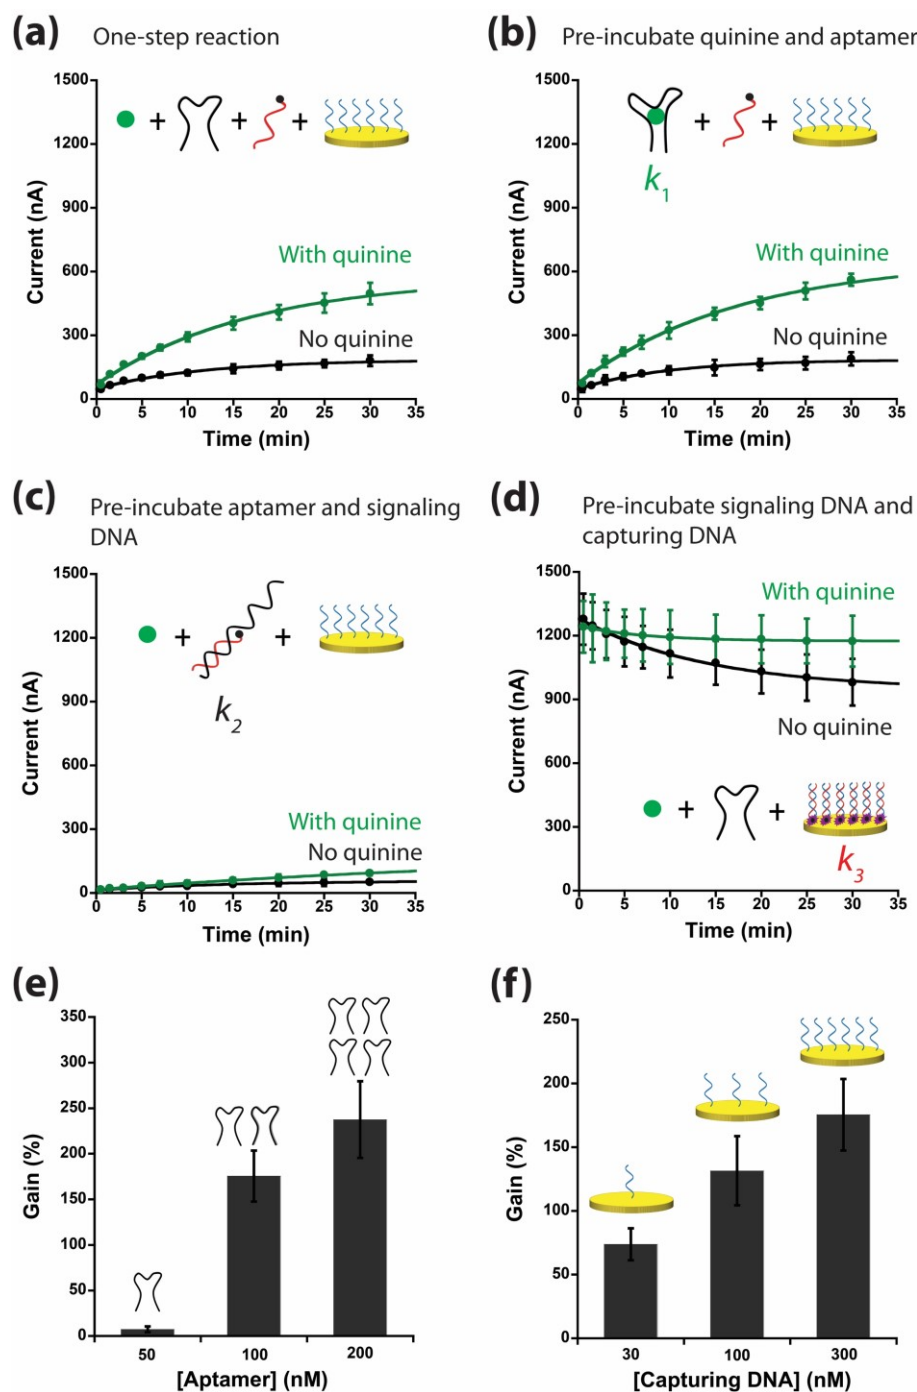 (a) One-step reaction
1500
1200
900
600
300
0
Current (nA)
With quinine
No quinine
0 5 10 15 20 25 30 35
Time (min)
(b) Pre-incubate quinine and aptamer
1500
1200
900
600
300
0
Current (nA)
k1
With quinine
No quinine
0 5 10 15 20 25 30 35
Time (min)
(c) Pre-incubate aptamer and signaling
DNA
1500
1200
900
600
300
0
Current (nA)
+ +
k2
With quinine
No quinine
0 5 10 15 20 25 30 35
Time (min)
(d) Pre-incubate signaling DNA and
capturing DNA
1500
1200
900
600
300
0
Current (nA)
With quinine
No quinine
+ +
k3
0 5 10 15 20 25 30 35
Time (min)
(e)
350
300
250
200
150
100
50
0
Gain (%)
50 100 200
[Aptamer] (nM)
(f)
250
200
150
100
50
0
Gain (%)
30 100 300
[Capturing DNA] (nM)